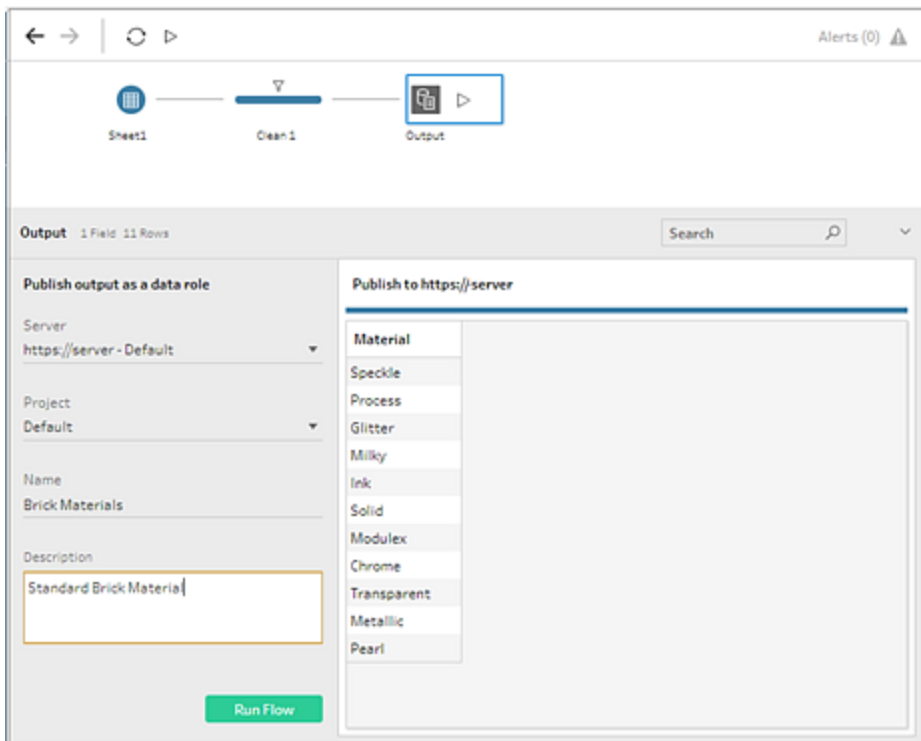 Alerts (0)
Sheet1
Clean 1
Output
Output 1 Field 11 Rows
Search
Publish output as a data role
Server
https://server - Default
Project
Default
Name
Brick Materials
Description
Standard Brick Material
Run Flow
Publish to https://server
Material
Speckle
Process
Glitter
Milky
Ink
Solid
Modulex
Chrome
Transparent
Metallic
Pearl